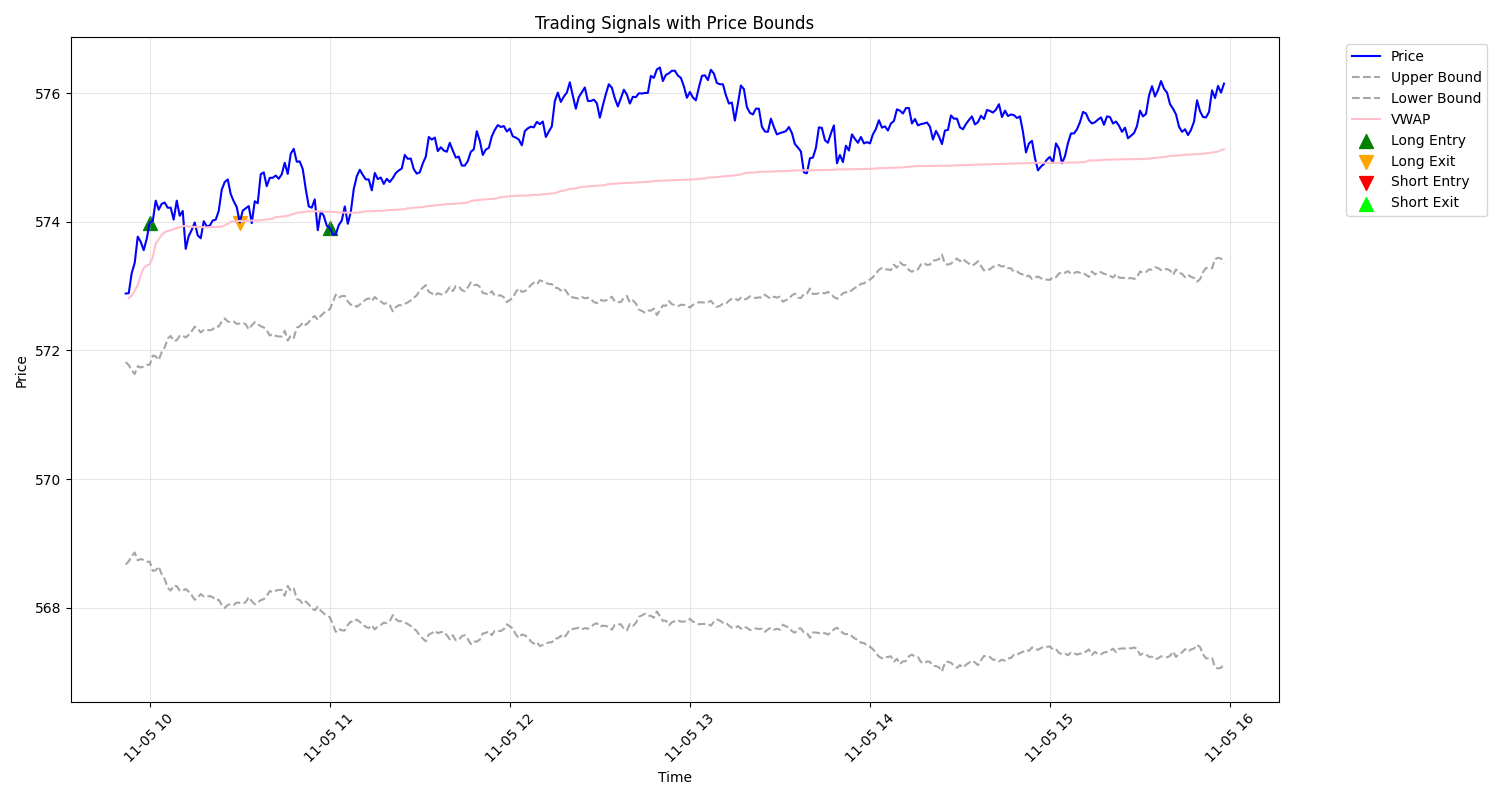 Trading Signals with Price Bounds
Price
576
574
572
570
568
11-05 10
11-05 11
11-05 12
11-05 13
11-05 14
11-05 15
11-05 16
Time
Price
Upper Bound
Lower Bound
VWAP
Long Entry
Long Exit
Short Entry
Short Exit